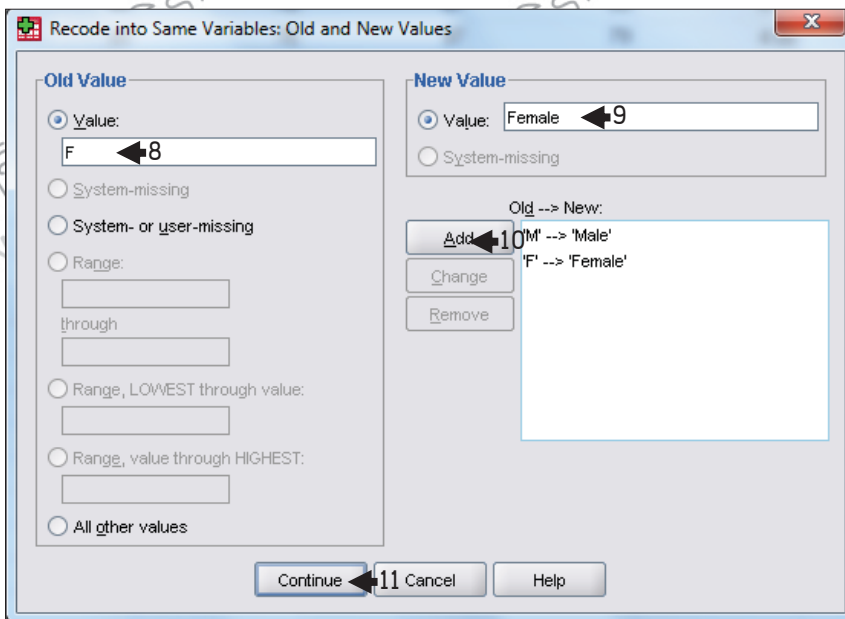 Recode into Same Variables: Old and New Values
Old Value
Value:
F
8
System-missing
System- or user-missing
Range:
through
Range, LOWEST through value:
Range, value through HIGHEST:
All other values
New Value
Value: Female 9
System-missing
Old --> New:
Add 10
Change
Remove
'M' --> 'Male'
'F' --> 'Female'
Continue 11 Cancel Help